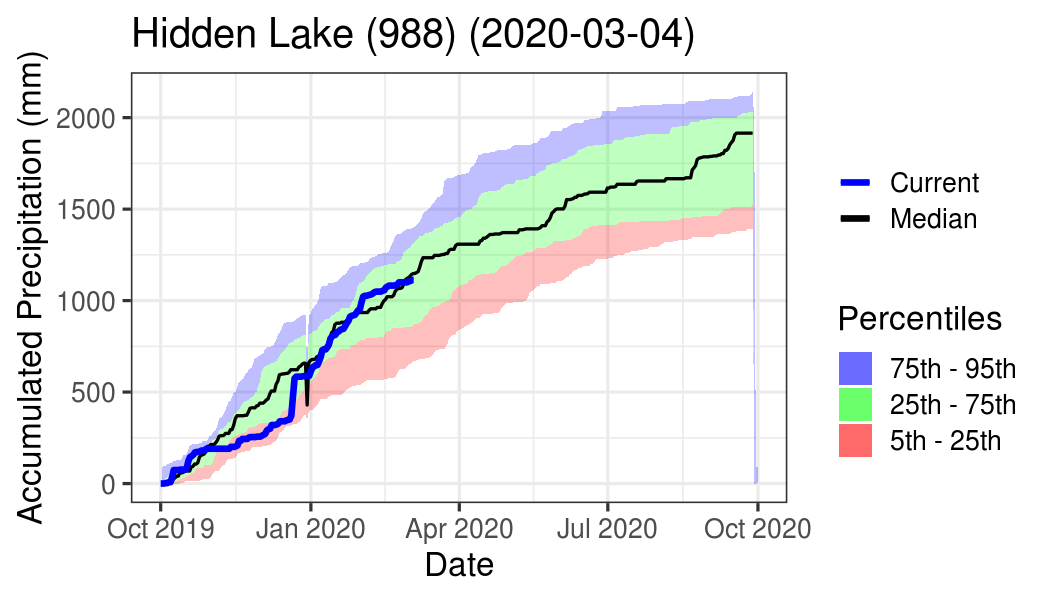 Hidden Lake (988) (2020-03-04)
Accumulated Precipitation (mm)
2000
1500
1000
500
0
Oct 2019
Jan 2020
Apr 2020
Jul 2020
Oct 2020
Date
Current
Median
Percentiles
75th - 95th
25th - 75th
5th - 25th